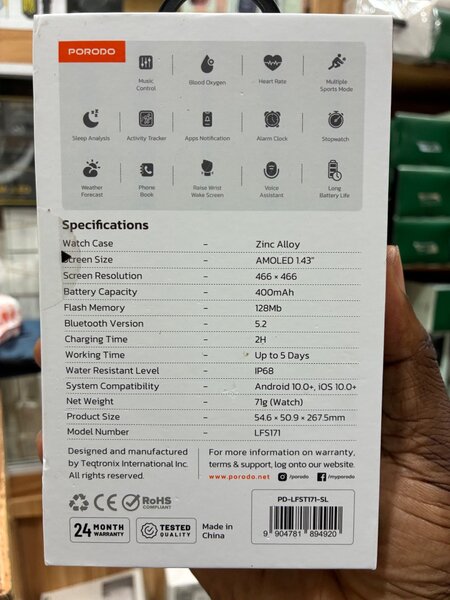 PORODO
Music Control
Blood Oxygen
Heart Rate
Multiple Sports Mode
Sleep Analysis
Activity Tracker
Apps Notification
Alarm Clock
Stopwatch
Weather Forecast
Phone Book
Raise Wrist Wake Screen
Voice Assistant
Long Battery Life
Specifications
Watch Case - Zinc Alloy
Screen Size - AMOLED 1.43"
Screen Resolution - 466 × 466
Battery Capacity - 400mAh
Flash Memory - 128Mb
Bluetooth Version - 5.2
Charging Time - 2H
Working Time - Up to 5 Days
Water Resistant Level - IP68
System Compatibility - Android 10.0+, iOS 10.0+
Net Weight - 71g (Watch)
Product Size - 54.6 × 50.9 × 267.5mm
Model Number - LFS171
Designed and manufactured
by Teqtronix International Inc.
All rights reserved.
For more information on warranty,
terms & support, log onto our website.
www.porodo.net /porodo /myporodo
CE RoHS
COMPLIANT
24 MONTH
WARRANTY
TESTED
QUALITY
Made in
China
PD-LFST171-SL
9 904781 894920